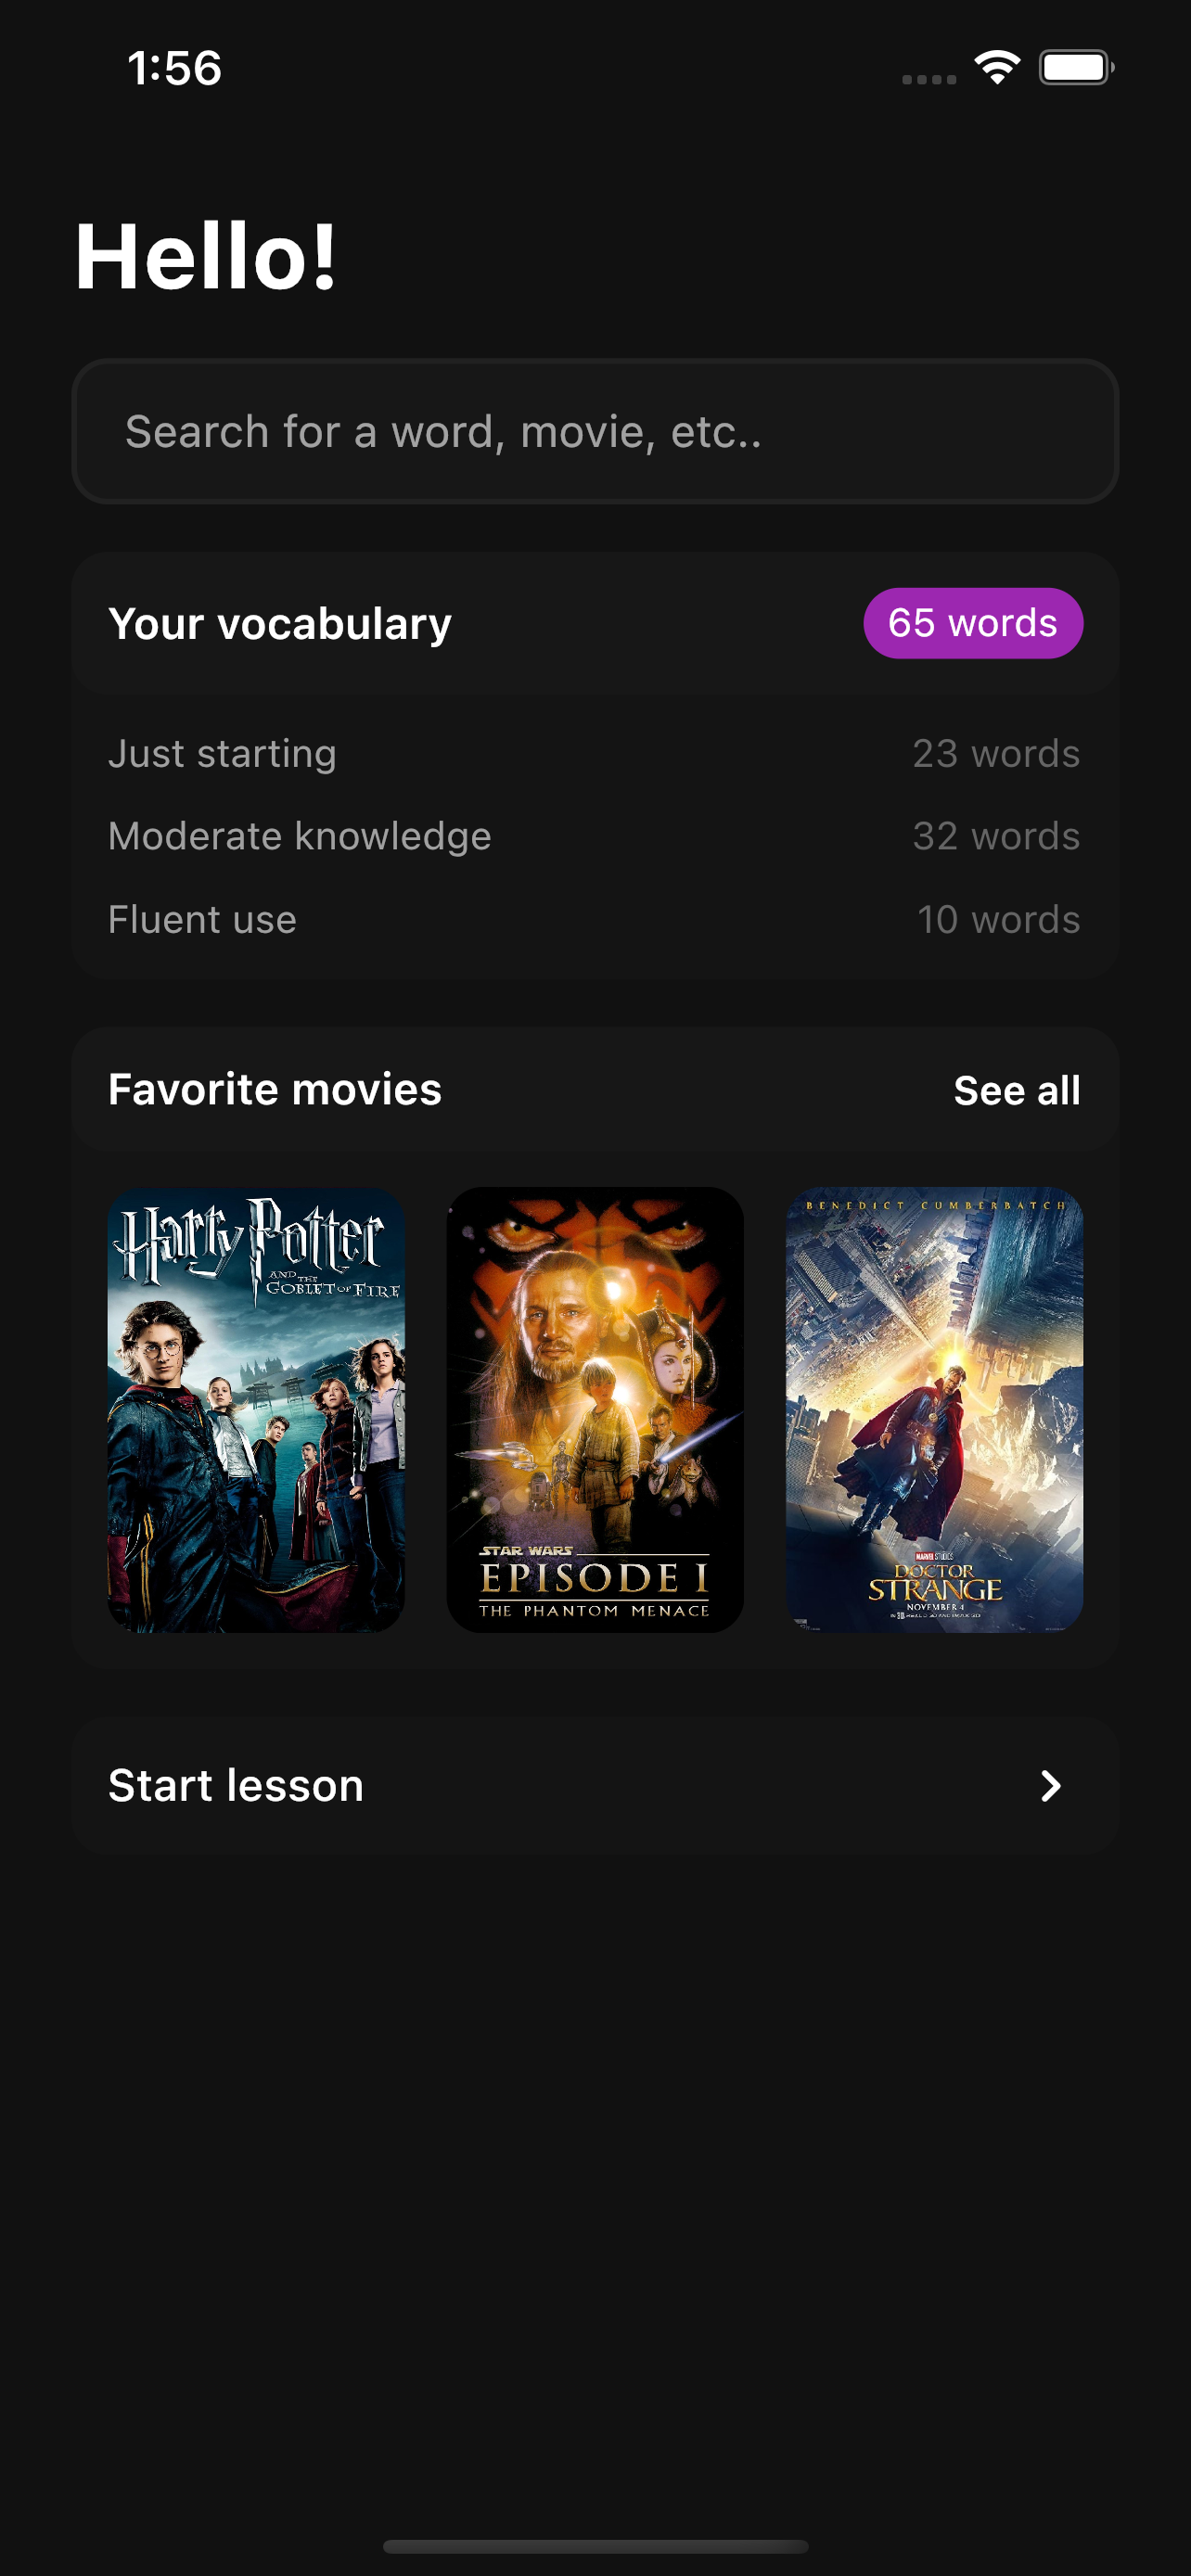 1:56
Hello!
Search for a word, movie, etc..
Your vocabulary 65 words
Just starting 23 words
Moderate knowledge 32 words
Fluent use 10 words
Favorite movies See all
Harry Potter
AND THE
GOBLET OF FIRE
STAR WARS
EPISODE I
THE PHANTOM MENACE
BENEDICT CUMBERBATCH
MARVEL STUDIOS
DOCTOR
STRANGE
NOVEMBER 4
Start lesson